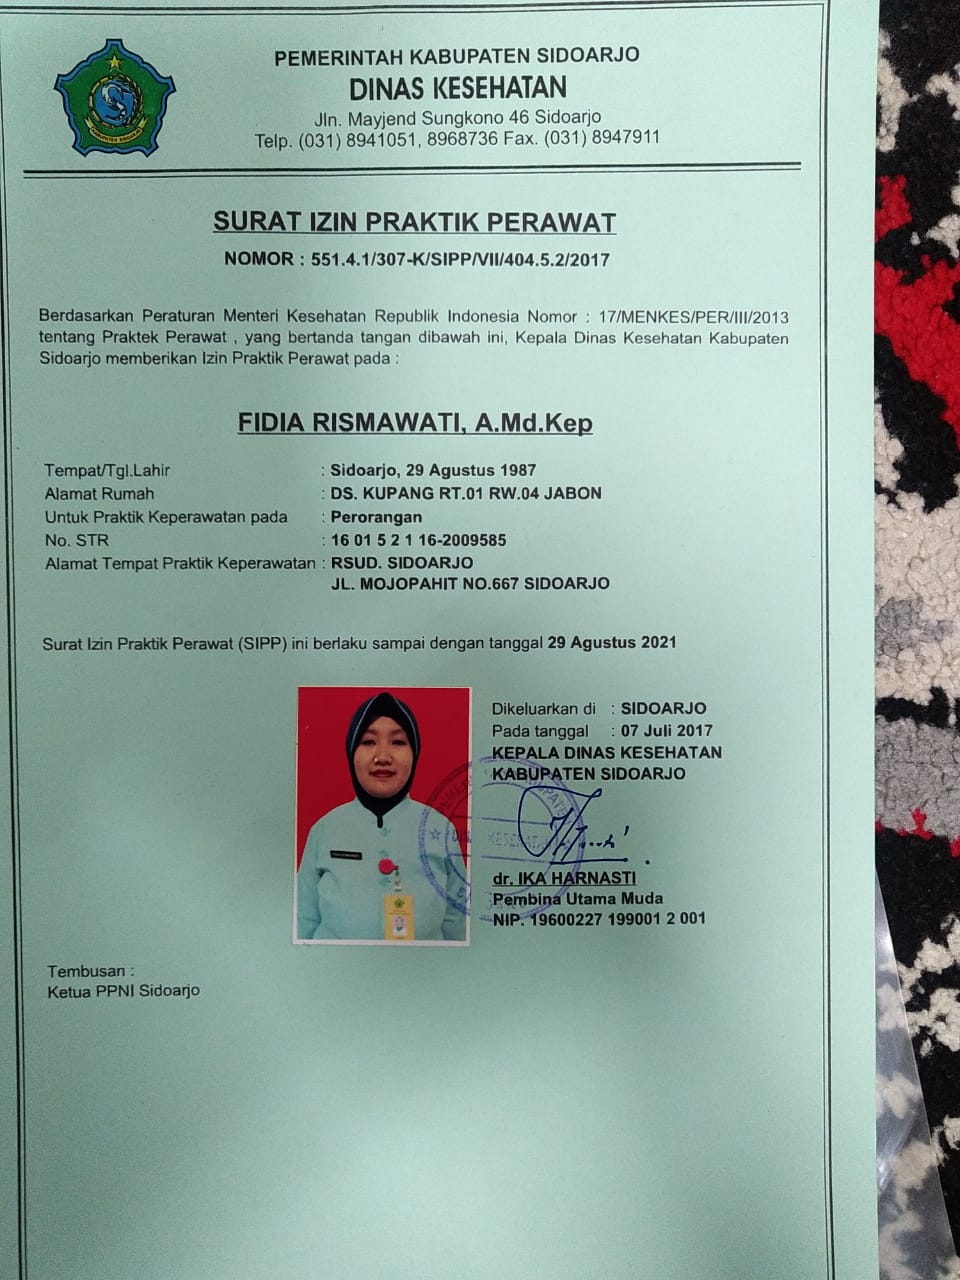 PEMERINTAH KABUPATEN SIDOARJO
DINAS KESEHATAN
Jln. Mayjend Sungkono 46 Sidoarjo
Telp. (031) 8941051, 8968736 Fax. (031) 8947911
KABUPATEN SIDOARJO
SURAT IZIN PRAKTIK PERAWAT
NOMOR : 551.4.1/307-K/SIPP/VII/404.5.2/2017
Berdasarkan Peraturan Menteri Kesehatan Republik Indonesia Nomor : 17/MENKES/PER/III/2013
tentang Praktek Perawat , yang bertanda tangan dibawah ini, Kepala Dinas Kesehatan Kabupaten
Sidoarjo memberikan Izin Praktik Perawat pada :
FIDIA RISMAWATI, A.Md.Kep
Tempat/Tgl.Lahir : Sidoarjo, 29 Agustus 1987
Alamat Rumah : DS. KUPANG RT.01 RW.04 JABON
Untuk Praktik Keperawatan pada : Perorangan
No. STR : 16 01 5 2 1 16-2009585
Alamat Tempat Praktik Keperawatan : RSUD. SIDOARJO
JL. MOJOPAHIT NO.667 SIDOARJO
Surat Izin Praktik Perawat (SIPP) ini berlaku sampai dengan tanggal 29 Agustus 2021
Dikeluarkan di : SIDOARJO
Pada tanggal : 07 Juli 2017
KEPALA DINAS KESEHATAN
KABUPATEN SIDOARJO
DINAS KESEHATAN
dr. IKA HARNASTI
Pembina Utama Muda
NIP. 19600227 199001 2 001
Tembusan :
Ketua PPNI Sidoarjo